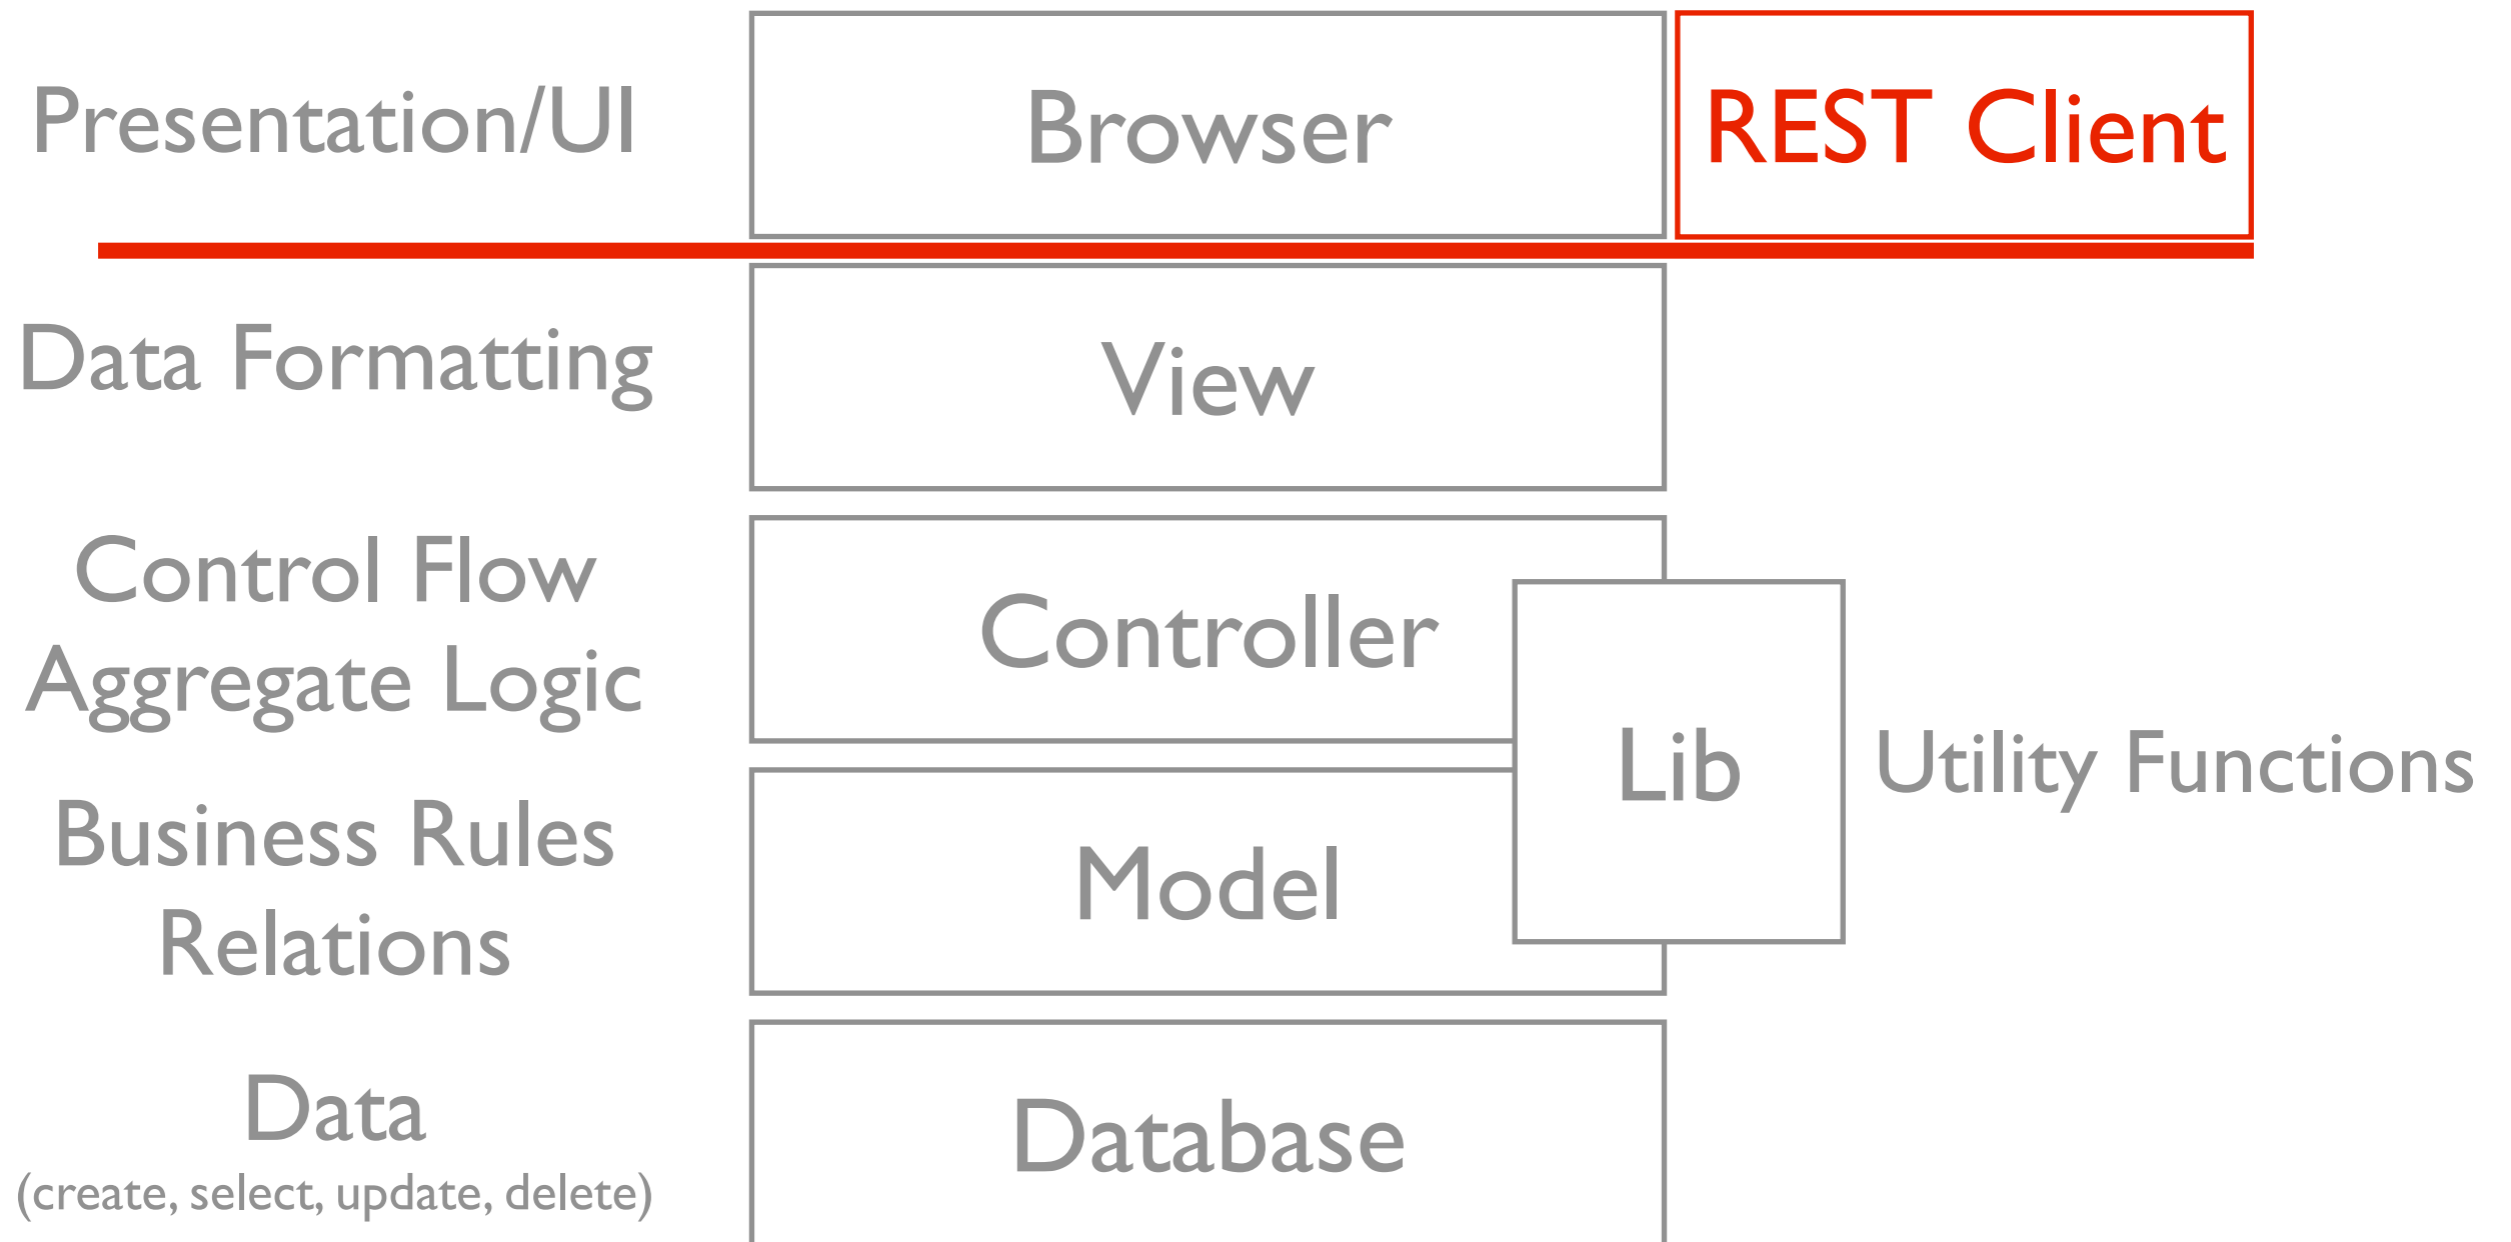 Presentation/UI
Browser
REST Client
Data Formatting
View
Control Flow
Aggregate Logic
Controller
Lib
Utility Functions
Business Rules
Relations
Model
Data
(create, select, update, delete)
Database